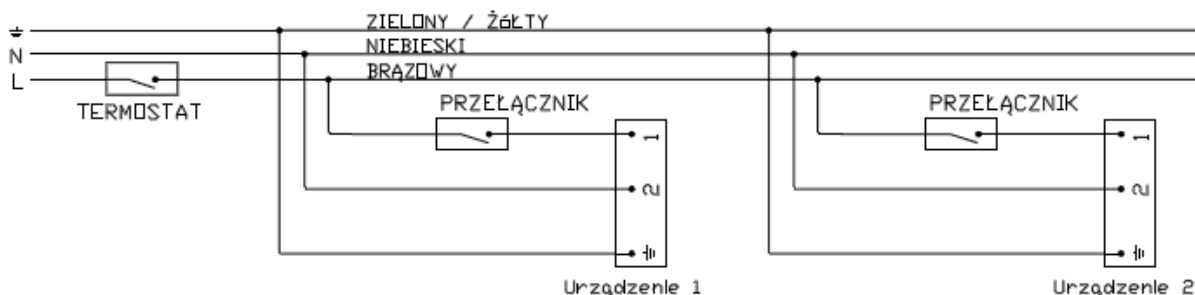 ZIELONY / ŻÓŁTY
N NIEBIESKI
L BRĄZOWY
TERMOSTAT
PRZEŁĄCZNIK
PRZEŁĄCZNIK
1
2
1
2
Urządzenie 1
Urządzenie 2